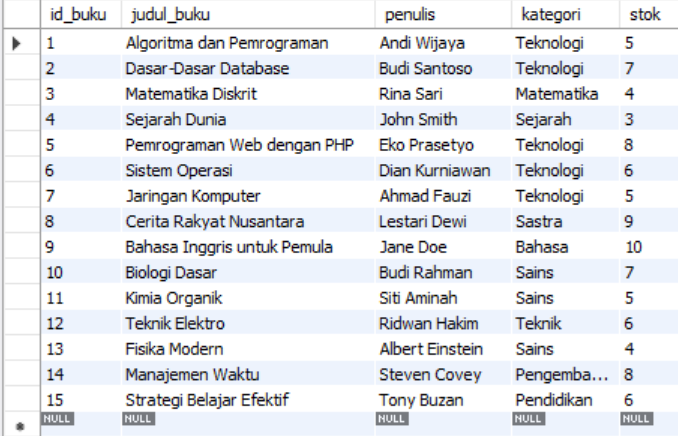 id_buku judul_buku penulis kategori stok
1 Algoritma dan Pemrograman Andi Wijaya Teknologi 5
2 Dasar-Dasar Database Budi Santoso Teknologi 7
3 Matematika Diskrit Rina Sari Matematika 4
4 Sejarah Dunia John Smith Sejarah 3
5 Pemrograman Web dengan PHP Eko Prasetyo Teknologi 8
6 Sistem Operasi Dian Kurniawan Teknologi 6
7 Jaringan Komputer Ahmad Fauzi Teknologi 5
8 Cerita Rakyat Nusantara Lestari Dewi Sastra 9
9 Bahasa Inggris untuk Pemula Jane Doe Bahasa 10
10 Biologi Dasar Budi Rahman Sains 7
11 Kimia Organik Siti Aminah Sains 5
12 Teknik Elektro Ridwan Hakim Teknik 6
13 Fisika Modern Albert Einstein Sains 4
14 Manajemen Waktu Steven Covey Pengemba... 8
15 Strategi Belajar Efektif Tony Buzan Pendidikan 6
NULL NULL NULL NULL NULL